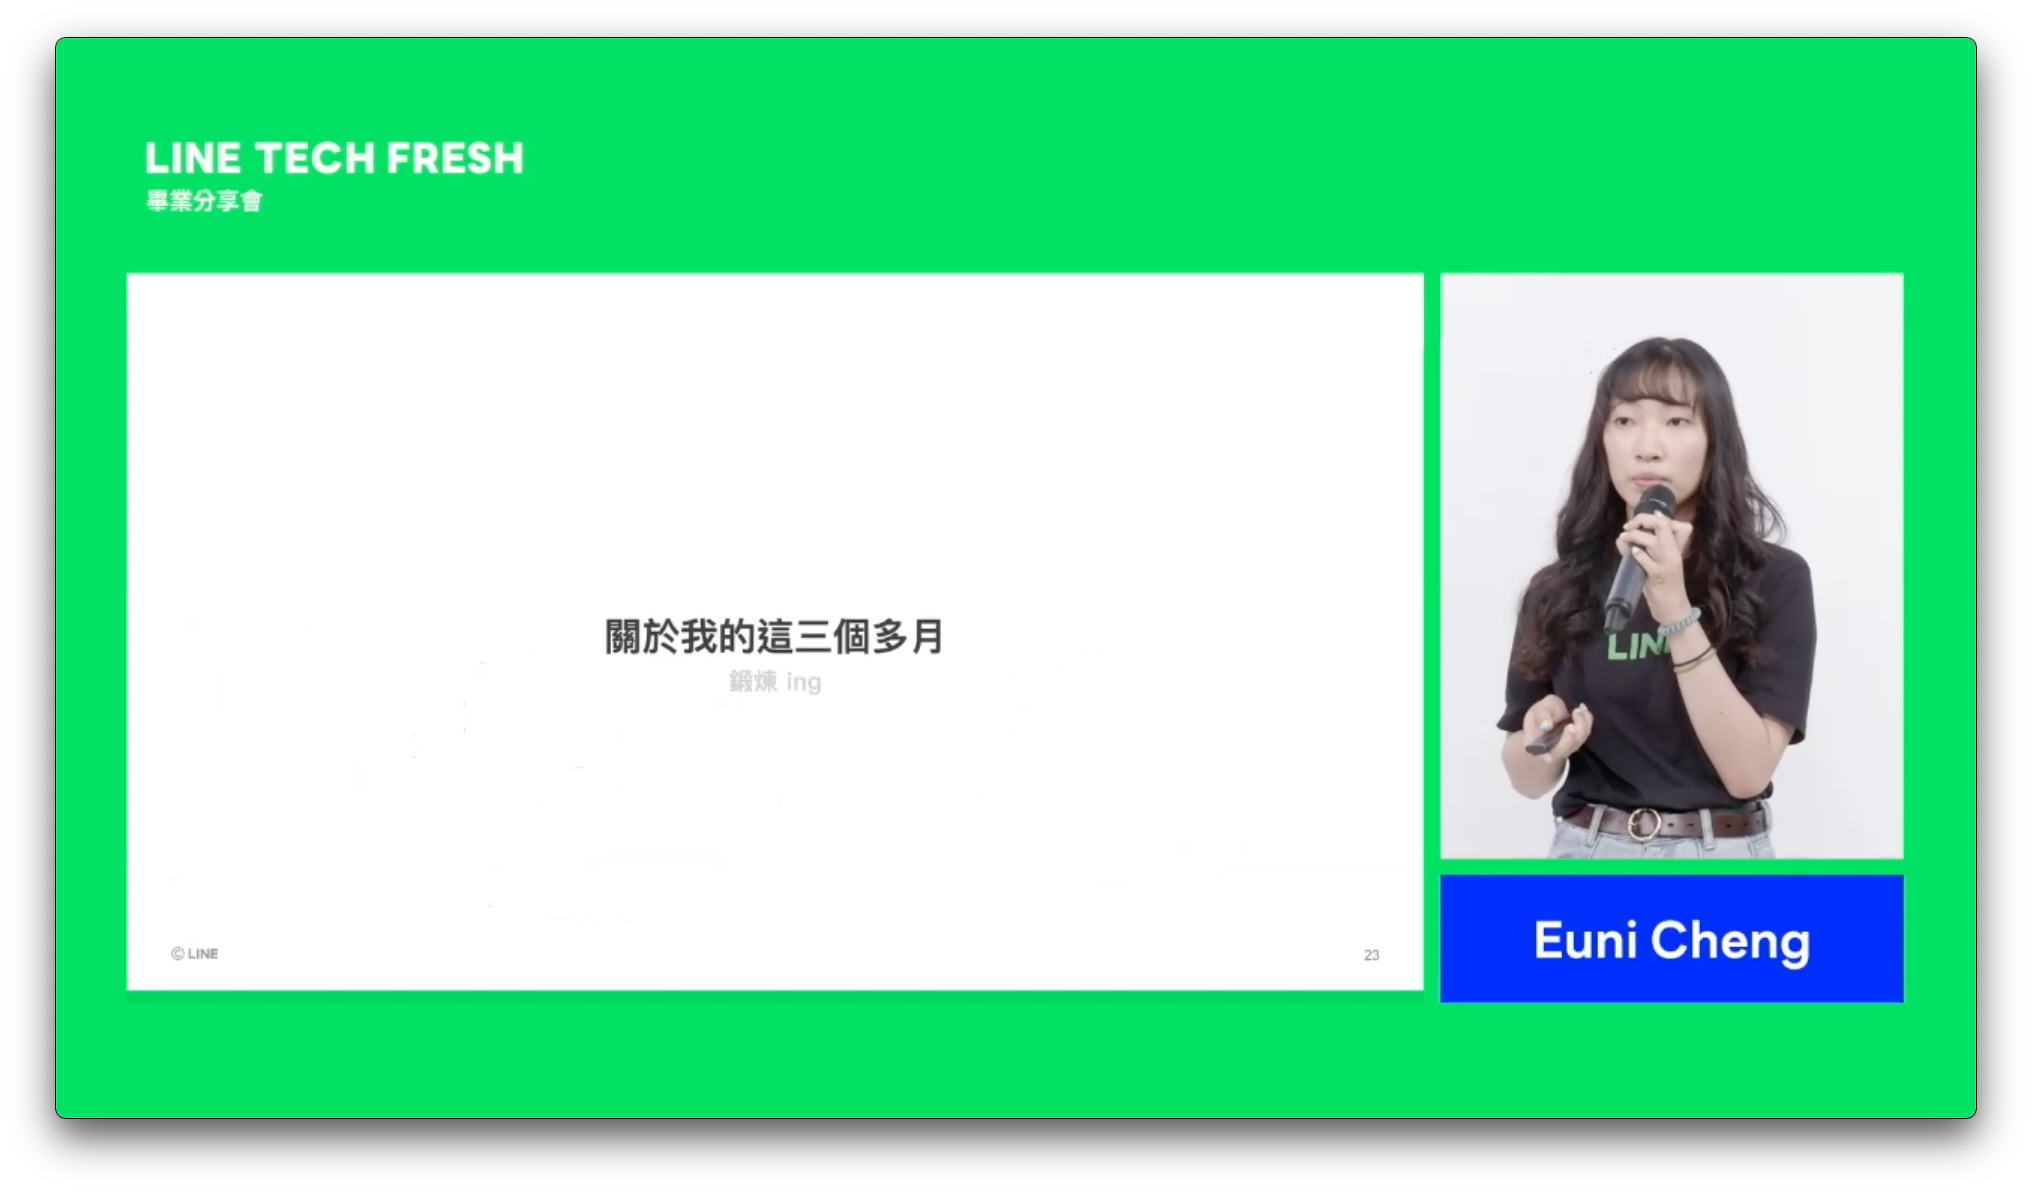 LINE TECH FRESH
畢業分享會
關於我的這三個多月
鍛煉 ing
© LINE
23
LIN
Euni Cheng